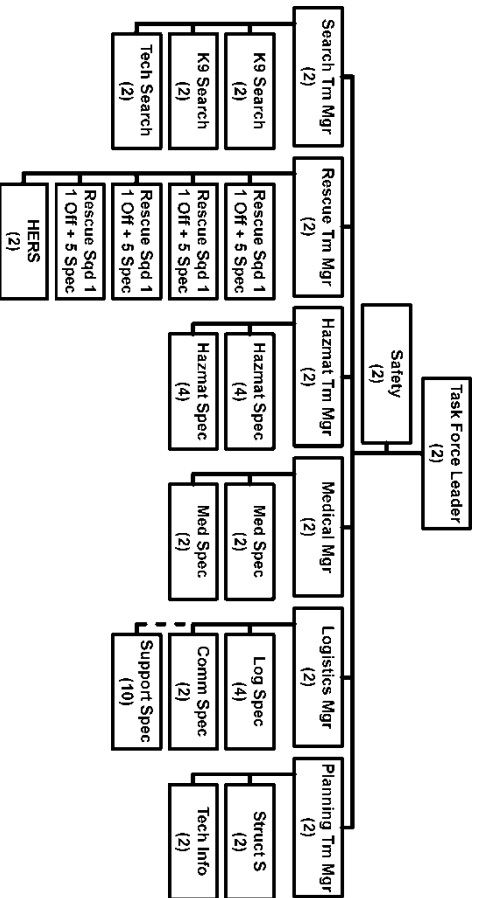 Task Force Leader
(2)
Safety
(2)
Search Tm Mgr
(2)
K9 Search
(2)
K9 Search
(2)
Tech Search
(2)
Rescue Tm Mgr
(2)
Rescue Sqd 1
1 Off + 5 Spec
Rescue Sqd 1
1 Off + 5 Spec
Rescue Sqd 1
1 Off + 5 Spec
Rescue Sqd 1
1 Off + 5 Spec
HERS
(2)
Hazmat Tm Mgr
(2)
Hazmat Spec
(4)
Hazmat Spec
(4)
Medical Mgr
(2)
Med Spec
(2)
Med Spec
(2)
Logistics Mgr
(2)
Log Spec
(4)
Comm Spec
(2)
Support Spec
(10)
Planning Tm Mgr
(2)
Struct S
(2)
Tech Info
(2)